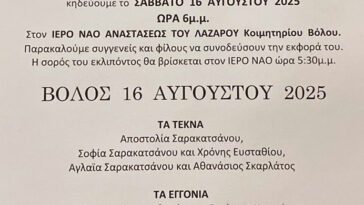 κηδεύουμε το ΣΑΒΒΑΤΟ 16 ΑΥΓΟΥΣΤΟΥ 2025
ΩΡΑ 6μ.μ.
Στον ΙΕΡΟ ΝΑΟ ΑΝΑΣΤΑΣΕΩΣ ΤΟΥ ΛΑΖΑΡΟΥ Κοιμητηρίου Βόλου.
Παρακαλούμε συγγενείς και φίλους να συνοδεύσουν την εκφορά του.
Η σορός του εκλιπόντος θα βρίσκεται στον ΙΕΡΟ ΝΑΟ ώρα 5:30μ.μ.
ΒΟΛΟΣ 16 ΑΥΓΟΥΣΤΟΥ 2025
ΤΑ ΤΕΚΝΑ
Αποστολία Σαρακατσάνου,
Σοφία Σαρακατσάνου και Χρόνης Ευσταθίου,
Αγλαϊα Σαρακατσάνου και Αθανάσιος Σκαρλάτος
ΤΑ ΕΓΓΟΝΙΑ